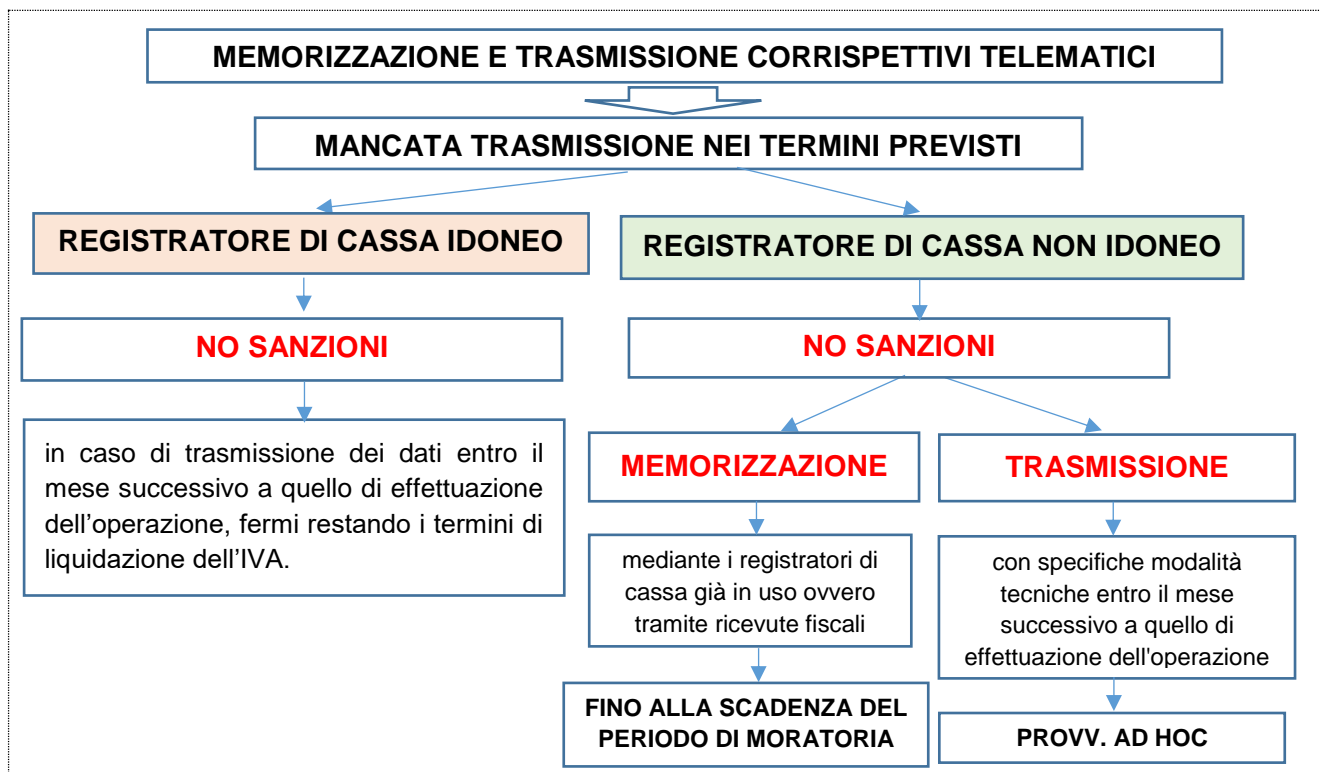 MEMORIZZAZIONE E TRASMISSIONE CORRISPETTIVI TELEMATICI
MANCATA TRASMISSIONE NEI TERMINI PREVISTI
REGISTRATORE DI CASSA IDONEO
REGISTRATORE DI CASSA NON IDONEO
NO SANZIONI
NO SANZIONI
in caso di trasmissione dei dati entro il
mese successivo a quello di effettuazione
dell’operazione, fermi restando i termini di
liquidazione dell’IVA.
MEMORIZZAZIONE
TRASMISSIONE
mediante i registratori di
cassa già in uso ovvero
tramite ricevute fiscali
con specifiche modalità
tecniche entro il mese
successivo a quello di
effettuazione dell'operazione
FINO ALLA SCADENZA DEL
PERIODO DI MORATORIA
PROVV. AD HOC